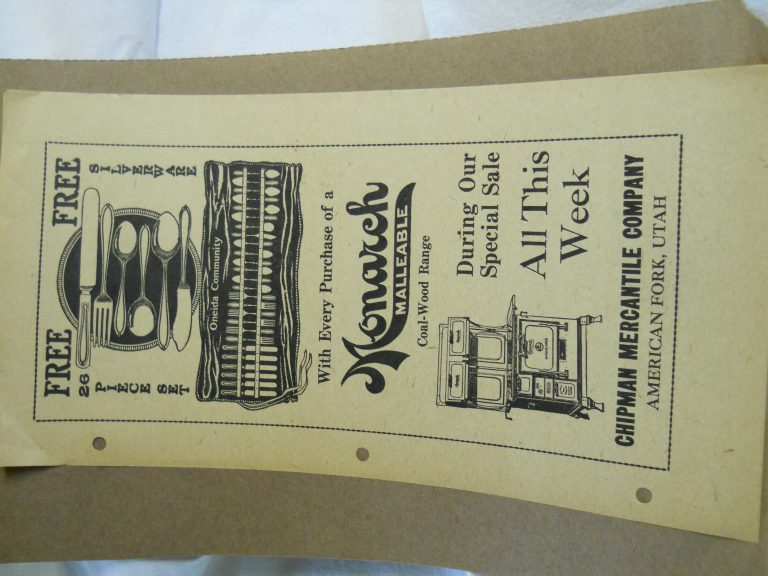 FREE FREE
26 PIECE SET
SILVERWARE
Oneida Community
With Every Purchase of a
Monarch
MALLEABLE
Coal-Wood Range
During Our
Special Sale
All This
Week
CHIPMAN MERCANTILE COMPANY
AMERICAN FORK, UTAH